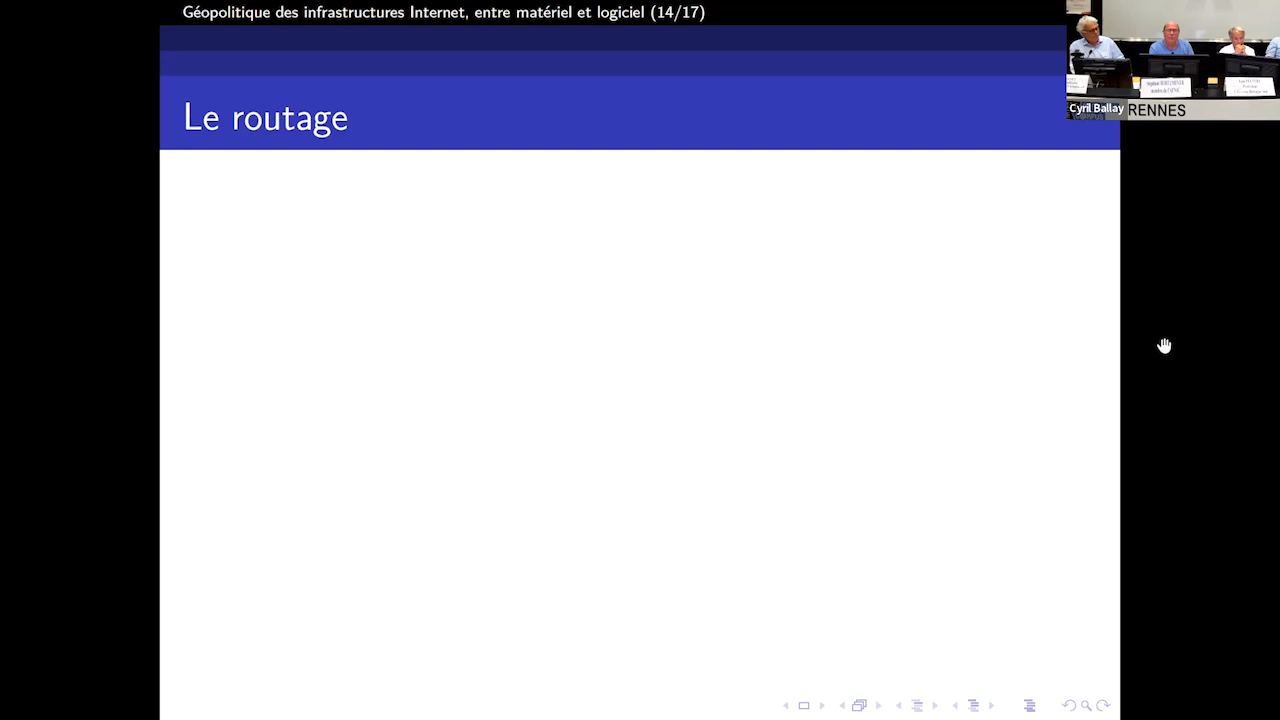 Géopolitique des infrastructures Internet, entre matériel et logiciel (14/17)
Le routage
Cyril Ballay
RENNES